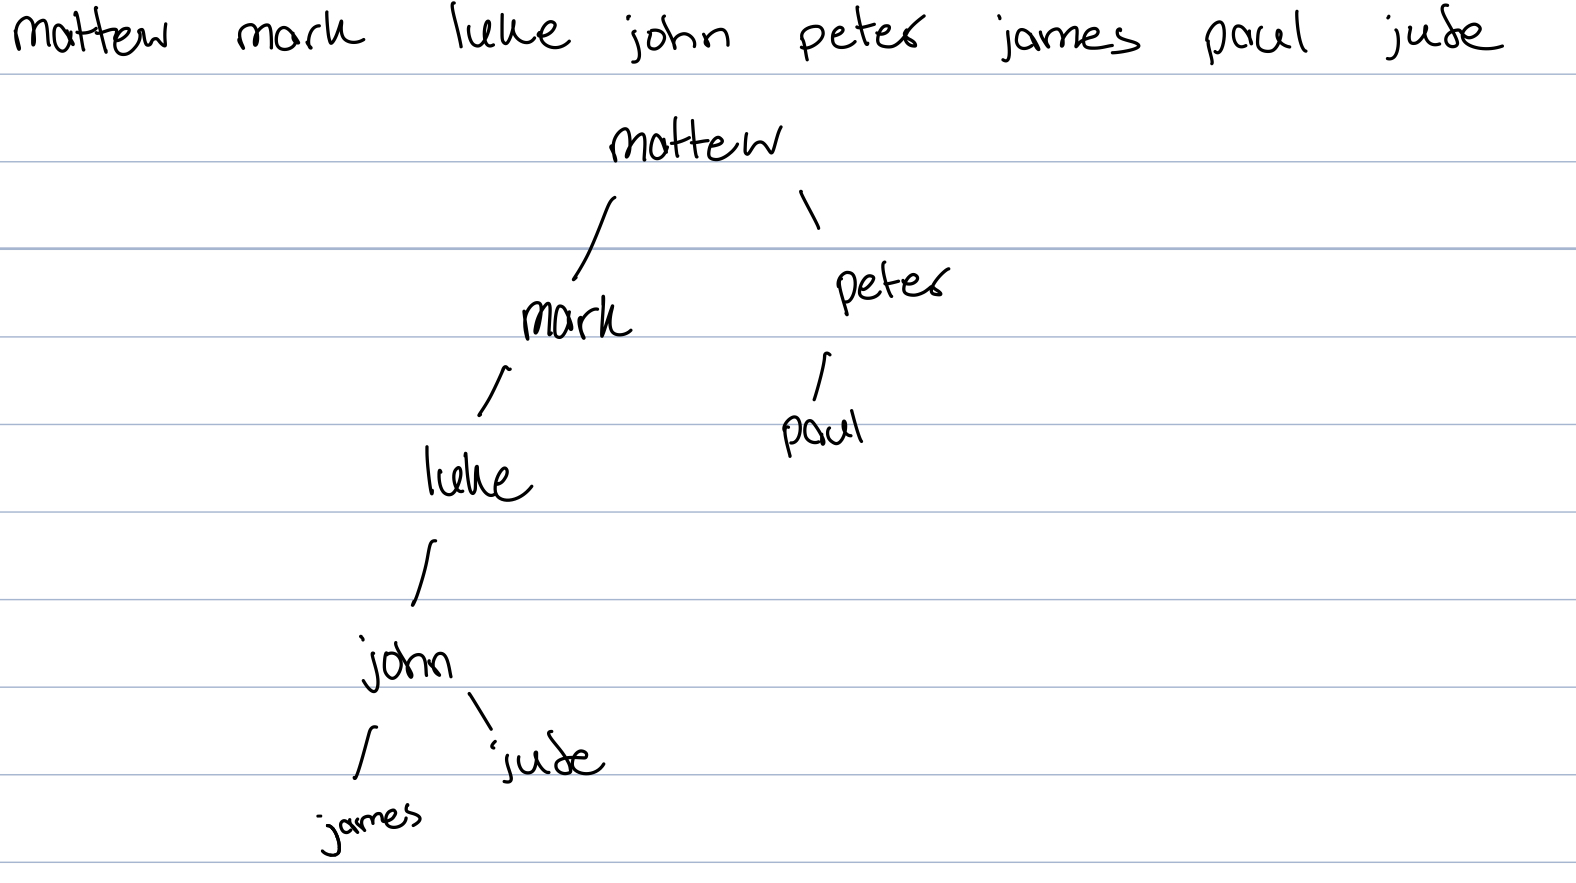 mattew mark luke john peter james paul jude
mattew
peter
mark
paul
luke
john
jude
james